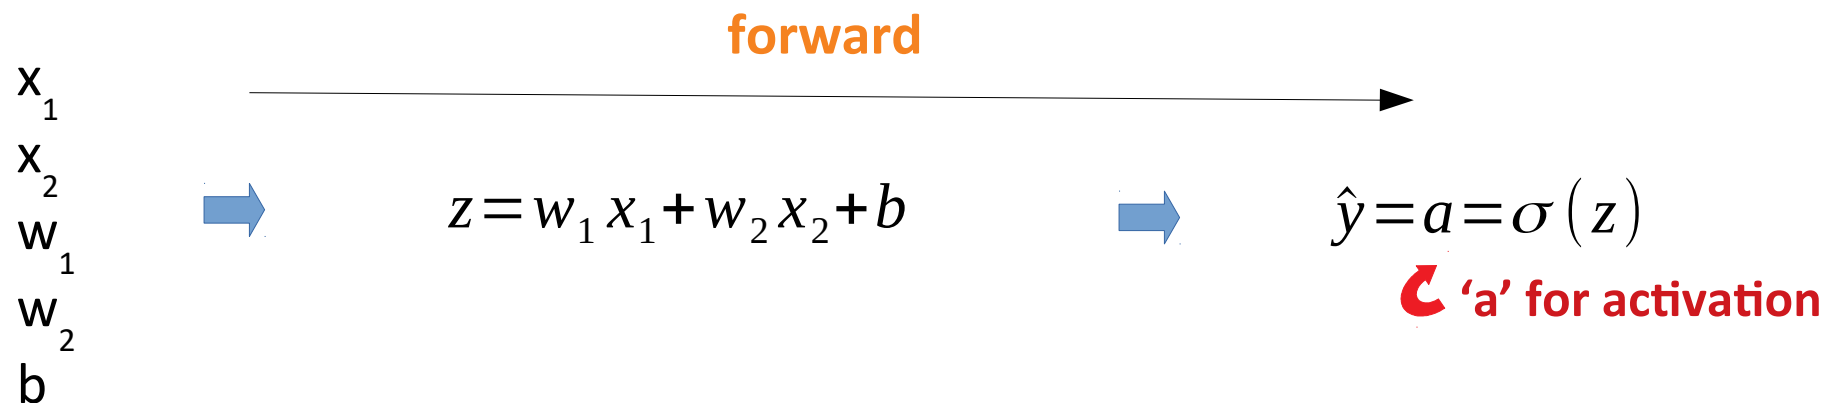 forward
x₁
x₂
w₁
w₂
b
z=w₁x₁+w₂x₂+b
ŷ=a=σ(z)
‘a’ for activation